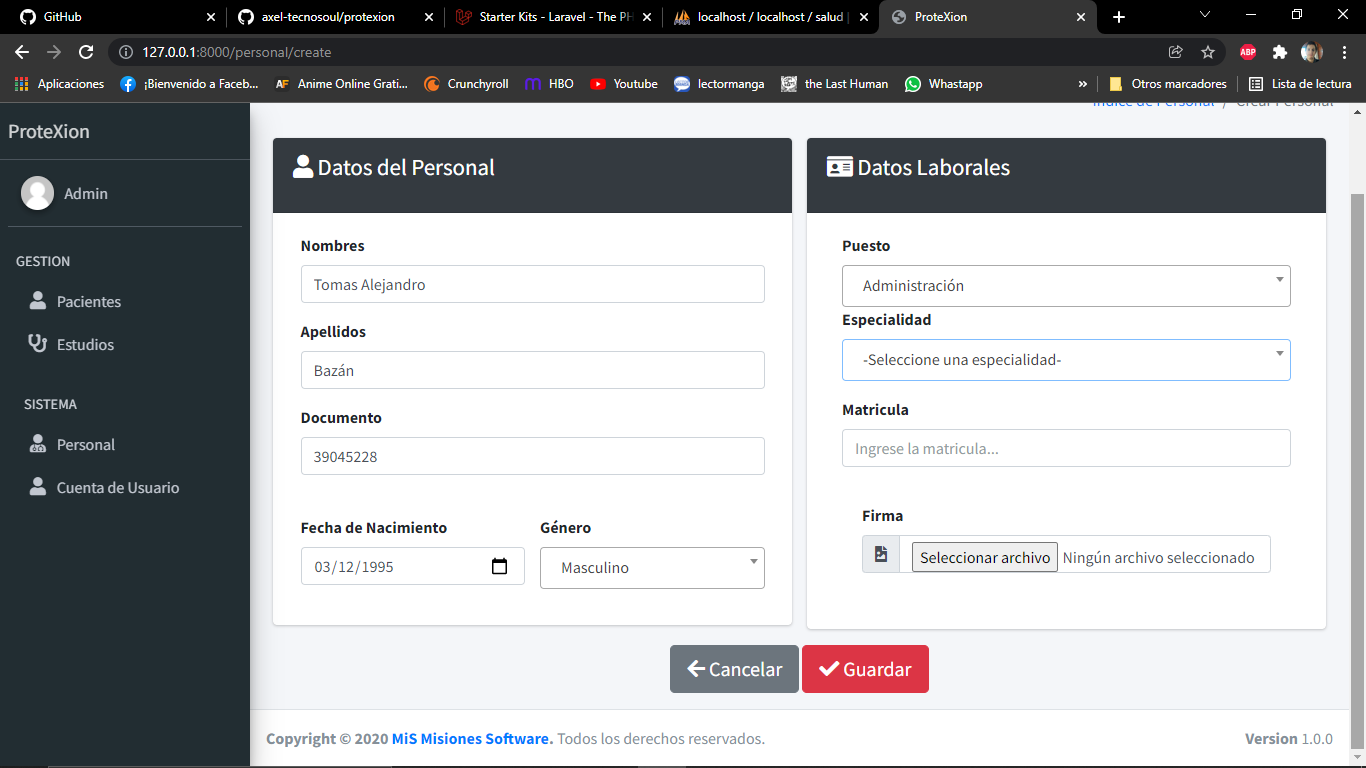 GitHub
axel-tecnosoul/protexion
Starter Kits - Laravel - The PH
localhost / localhost / salud |
ProteXion
127.0.0.1:8000/personal/create
ABP
Aplicaciones
¡Bienvenido a Faceb...
AF
Anime Online Grati...
Crunchyroll
HBO
Youtube
lectormanga
the Last Human
Whastapp
»
Otros marcadores
Lista de lectura
ProteXion
Admin
GESTION
Pacientes
Estudios
SISTEMA
Personal
Cuenta de Usuario
Indice de Personal / Crear Personal
Datos del Personal
Nombres
Tomas Alejandro
Apellidos
Bazán
Documento
39045228
Fecha de Nacimiento
03/12/1995
Género
Masculino
Datos Laborales
Puesto
Administración
Especialidad
-Seleccione una especialidad-
Matricula
Ingrese la matricula...
Firma
Seleccionar archivo Ningún archivo seleccionado
Cancelar
Guardar
Copyright © 2020 MiS Misiones Software. Todos los derechos reservados.
Version 1.0.0